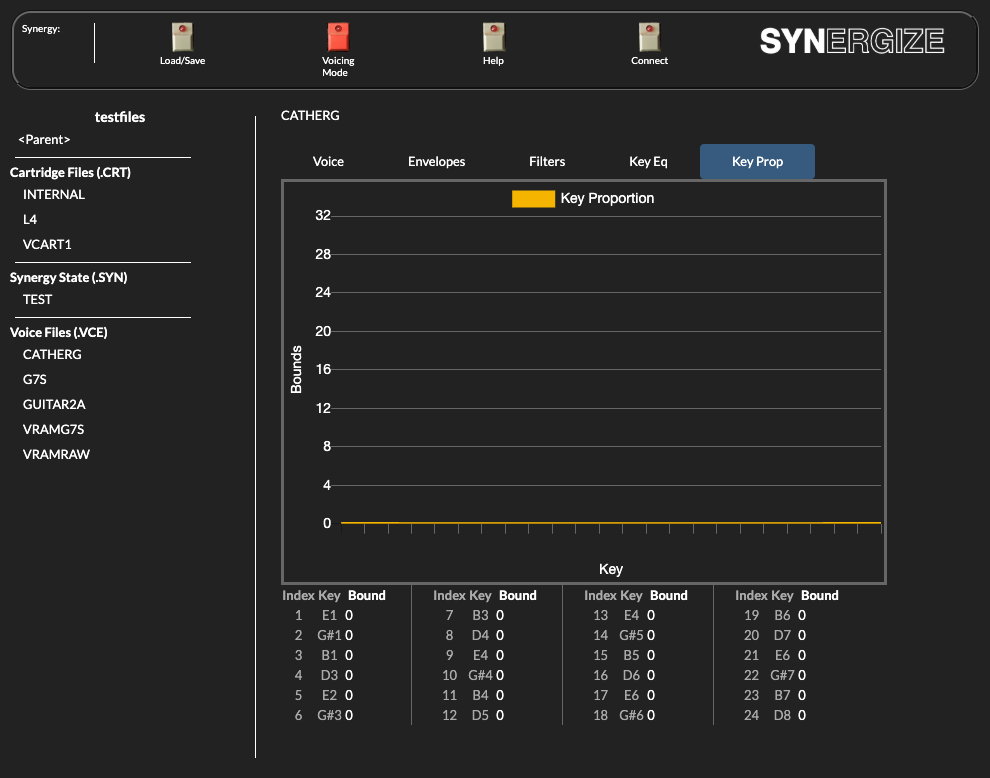 Synergy:
Load/Save
Voicing
Mode
Help
Connect
SYNERGIZE
testfiles
<Parent>
Cartridge Files (.CRT)
INTERNAL
L4
VCART1
Synergy State (.SYN)
TEST
Voice Files (.VCE)
CATHERG
G7S
GUITAR2A
VRAMG7S
VRAMRAW
CATHERG
Voice Envelopes Filters Key Eq Key Prop
Key Proportion
32
28
24
20
16
12
8
4
0
Bounds
Key
Index Key Bound Index Key Bound Index Key Bound Index Key Bound
1 E1 0 7 B3 0 13 E4 0 19 B6 0
2 G#1 0 8 D4 0 14 G#5 0 20 D7 0
3 B1 0 9 E4 0 15 B5 0 21 E6 0
4 D3 0 10 G#4 0 16 D6 0 22 G#7 0
5 E2 0 11 B4 0 17 E6 0 23 B7 0
6 G#3 0 12 D5 0 18 G#6 0 24 D8 0